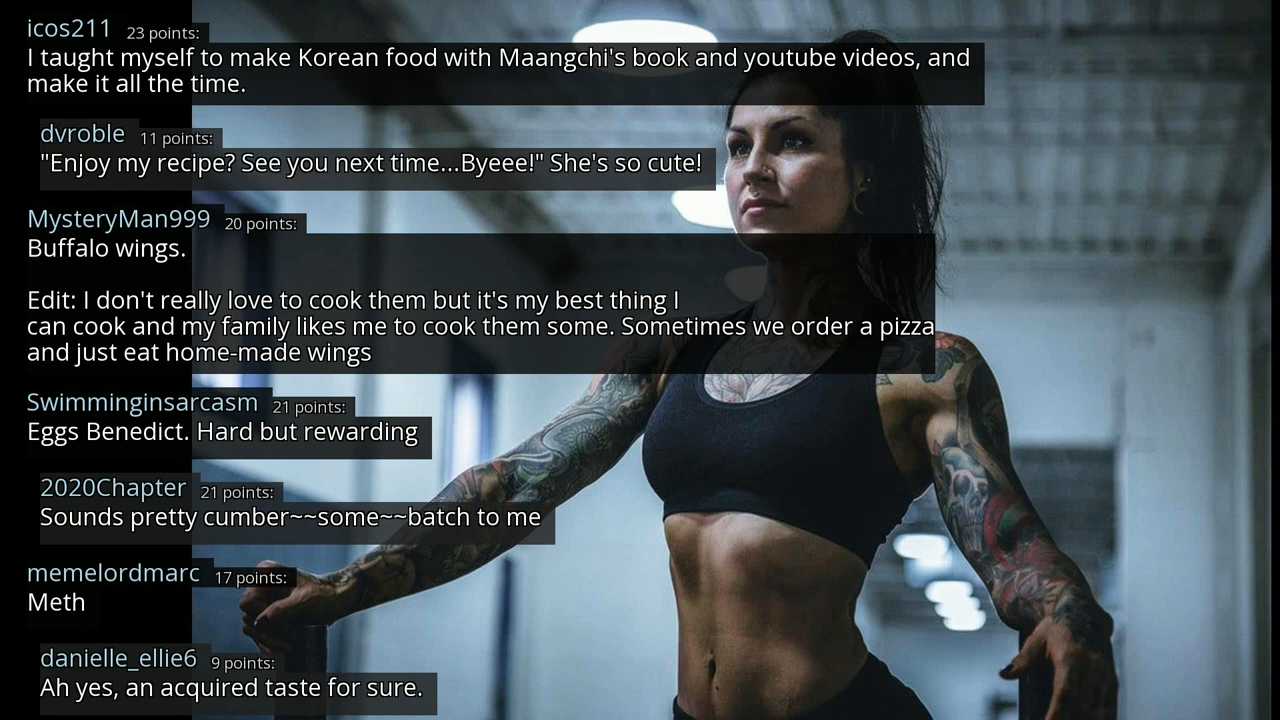 icos211 23 points:
I taught myself to make Korean food with Maangchi's book and youtube videos, and
make it all the time.
dvroble 11 points:
"Enjoy my recipe? See you next time...Byeee!" She's so cute!
MysteryMan999 20 points:
Buffalo wings.
Edit: I don't really love to cook them but it's my best thing I
can cook and my family likes me to cook them some. Sometimes we order a pizza
and just eat home-made wings
Swimminginsarcasm 21 points:
Eggs Benedict. Hard but rewarding
2020Chapter 21 points:
Sounds pretty cumber~~some~~batch to me
memelordmarc 17 points:
Meth
danielle_ellie6 9 points:
Ah yes, an acquired taste for sure.